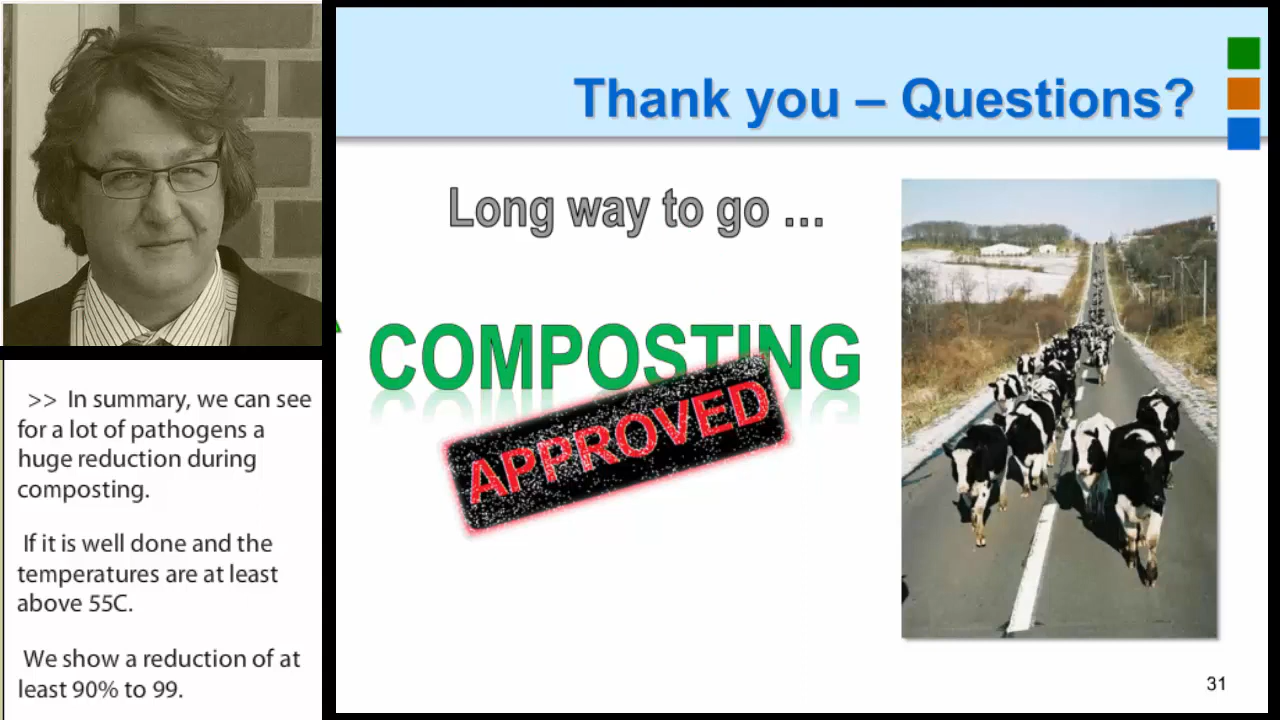 Thank you – Questions?
Long way to go ...
COMPOSTING
APPROVED
31
>> In summary, we can see
for a lot of pathogens a
huge reduction during
composting.
If it is well done and the
temperatures are at least
above 55C.
We show a reduction of at
least 90% to 99.